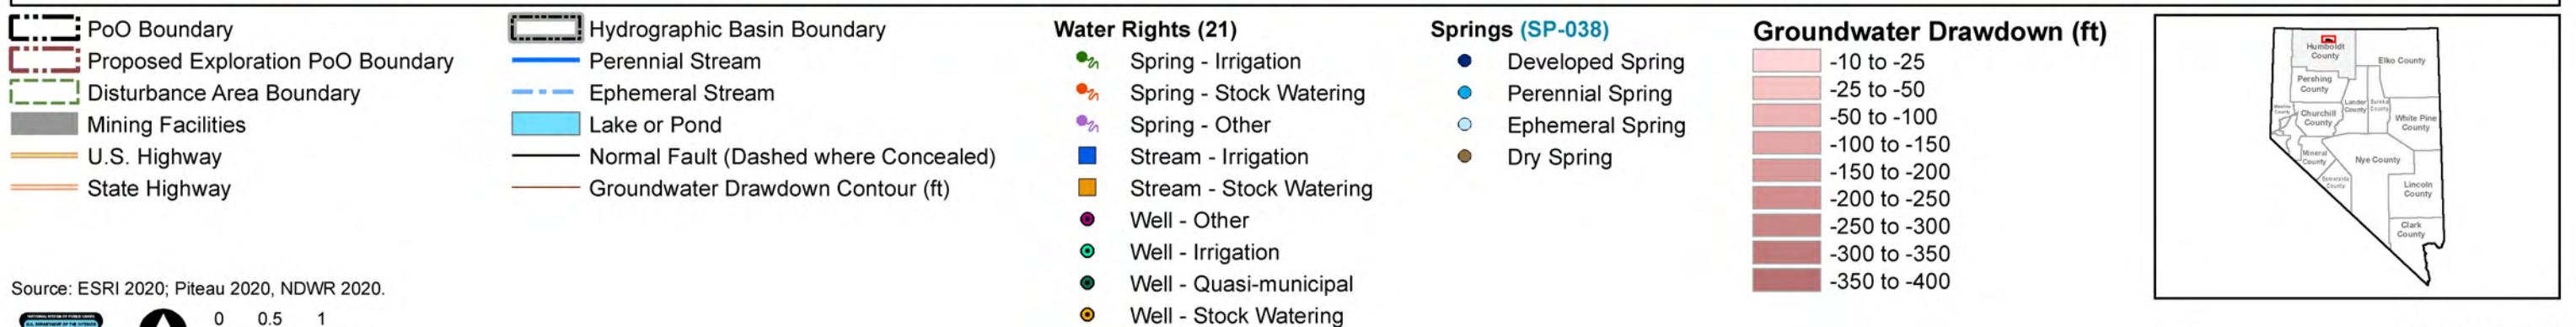 PoO Boundary
Proposed Exploration PoO Boundary
Disturbance Area Boundary
Mining Facilities
U.S. Highway
State Highway
Hydrographic Basin Boundary
Perennial Stream
Ephemeral Stream
Lake or Pond
Normal Fault (Dashed where Concealed)
Groundwater Drawdown Contour (ft)
Water Rights (21)
Spring - Irrigation
Spring - Stock Watering
Spring - Other
Stream - Irrigation
Stream - Stock Watering
Well - Other
Well - Irrigation
Well - Quasi-municipal
Well - Stock Watering
Springs (SP-038)
Developed Spring
Perennial Spring
Ephemeral Spring
Dry Spring
Groundwater Drawdown (ft)
-10 to -25
-25 to -50
-50 to -100
-100 to -150
-150 to -200
-200 to -250
-250 to -300
-300 to -350
-350 to -400
Humboldt
County
Elko County
Pershing
County
Lander
County
Eureka
County
Churchill
County
White Pine
County
Mineral
County
Nye County
Esmeralda
County
Lincoln
County
Clark
County
Source: ESRI 2020; Piteau 2020, NDWR 2020.
0 0.5 1
U.S. DEPARTMENT OF THE INTERIOR